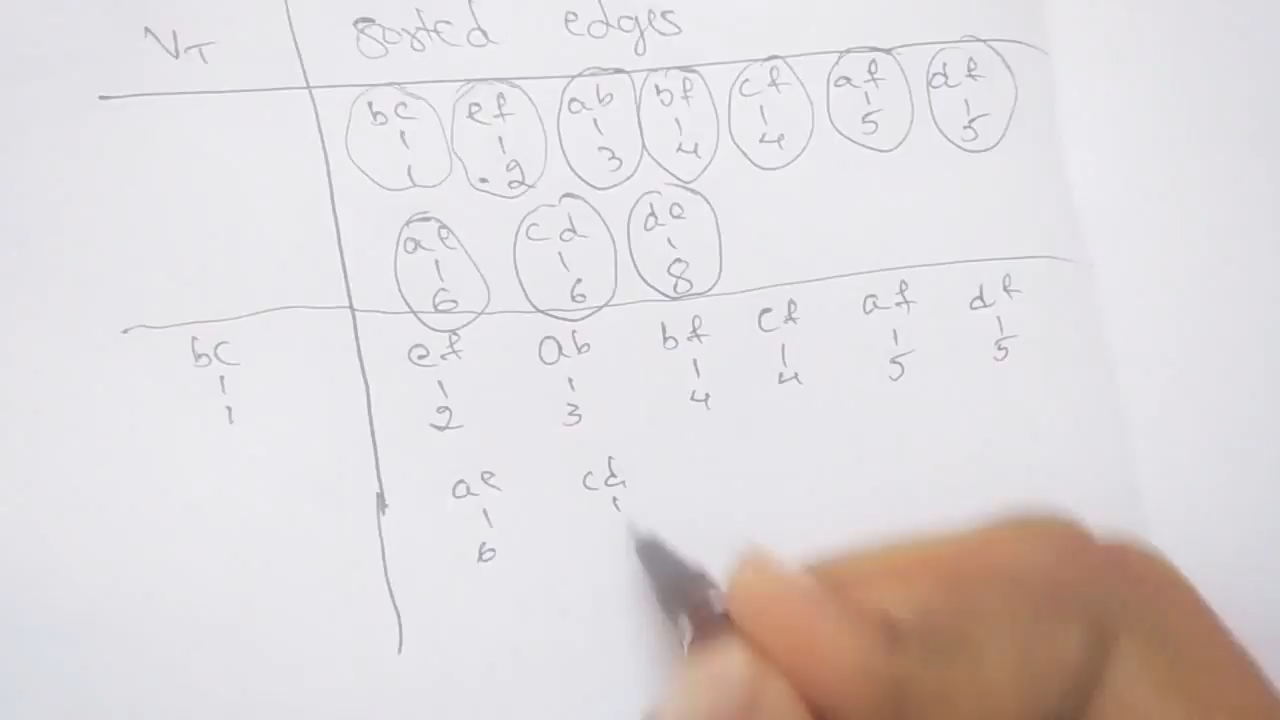 V_T sorted edges
bc ef ab bf cf af df
1 2 3 4 4 5 5
ae cd de
6 6 8
bc ef ab bf cf af df
1 2 3 4 4 5 5
ae cd
6